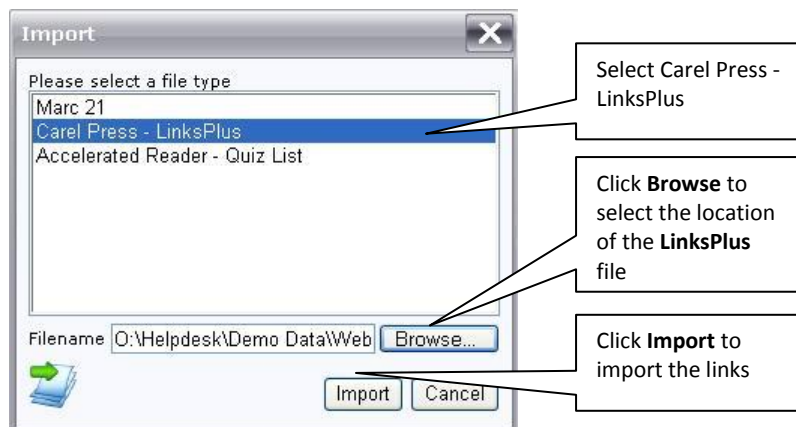 Import
Please select a file type
Marc 21
Carel Press - LinksPlus
Accelerated Reader - Quiz List
Filename O:\Helpdesk\Demo Data\Web Browse...
Import Cancel
Select Carel Press -
LinksPlus
Click Browse to
select the location
of the LinksPlus
file
Click Import to
import the links